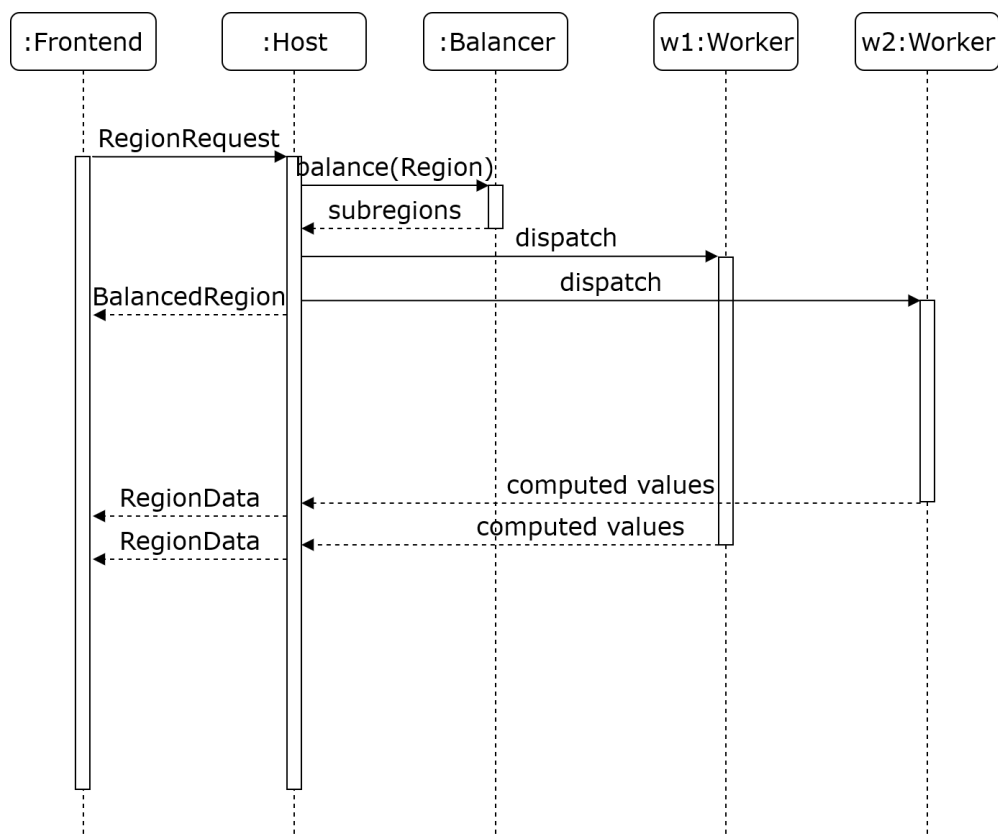 :Frontend
:Host
:Balancer
w1:Worker
w2:Worker
RegionRequest
balance(Region)
subregions
dispatch
dispatch
BalancedRegion
computed values
RegionData
computed values
RegionData